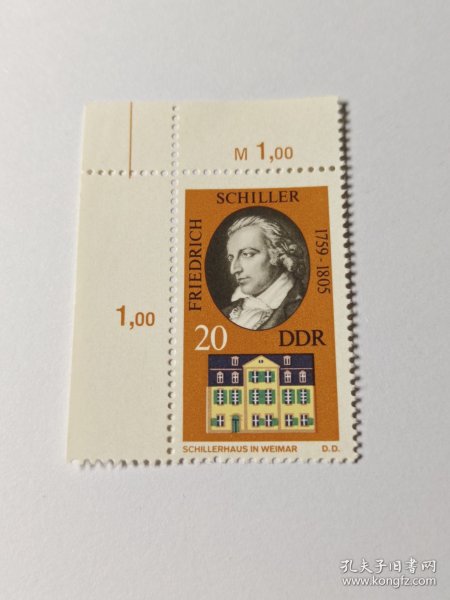 M 1,00
1,00
FRIEDRICH
SCHILLER
1759-1805
20
DDR
SCHILLERHAUS IN WEIMAR
D.D.
孔夫子旧书网
www.kongfz.com